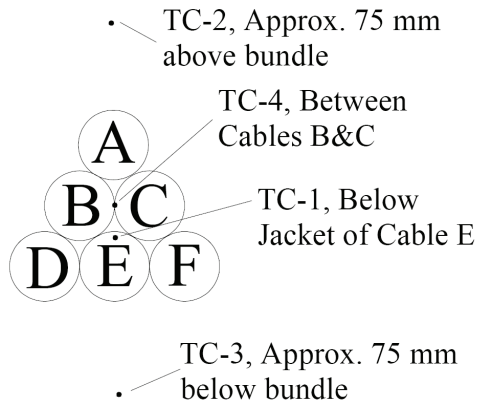 TC-2, Approx. 75 mm
above bundle
TC-4, Between
Cables B&C
A
B C
TC-1, Below
Jacket of Cable E
D E F
TC-3, Approx. 75 mm
below bundle